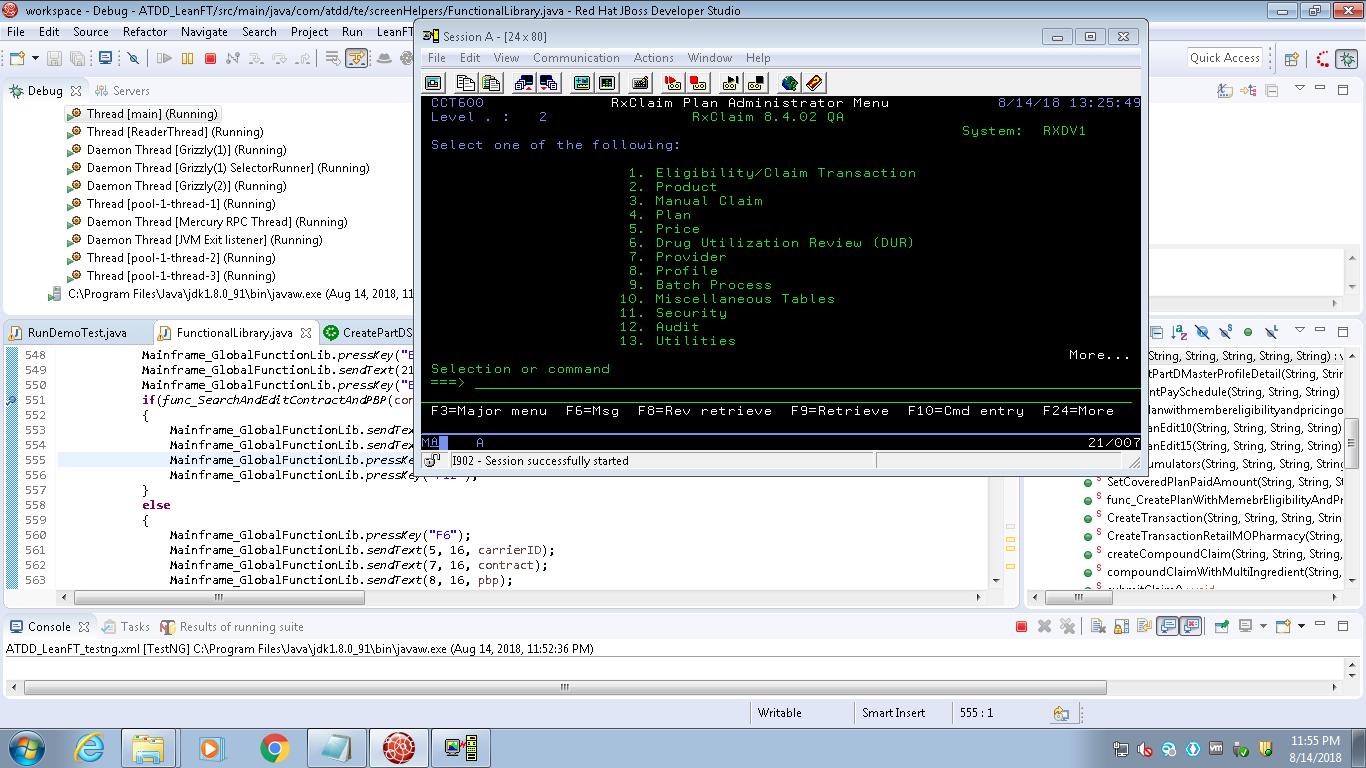 workspace - Debug - ATDD_LeanFT/src/main/java/com/atdd/te/screenHelpers/FunctionalLibrary.java - Red Hat JBoss Developer Studio
File Edit Source Refactor Navigate Search Project Run LeanFT
Quick Access
Debug Servers
Thread [main] (Running)
Thread [ReaderThread] (Running)
Daemon Thread [Grizzly(1)] (Running)
Daemon Thread [Grizzly(1) SelectorRunner] (Running)
Daemon Thread [Grizzly(2)] (Running)
Thread [pool-1-thread-1] (Running)
Daemon Thread [Mercury RPC Thread] (Running)
Daemon Thread [JVM Exit listener] (Running)
Thread [pool-1-thread-2] (Running)
Thread [pool-1-thread-3] (Running)
C:\Program Files\Java\jdk1.8.0_91\bin\javaw.exe (Aug 14, 2018, 11
Session A - [24 x 80]
File Edit View Communication Actions Window Help
CCT600 RxClaim Plan Administrator Menu 8/14/18 13:25:49
Level . : 2 RxClaim 8.4.02 QA
System: RXDV1
Select one of the following:
1. Eligibility/Claim Transaction
2. Product
3. Manual Claim
4. Plan
5. Price
6. Drug Utilization Review (DUR)
7. Provider
8. Profile
9. Batch Process
10. Miscellaneous Tables
11. Security
12. Audit
13. Utilities
More...
Selection or command
===>
F3=Major menu F6=Msg F8=Rev retrieve F9=Retrieve F10=Cmd entry F24=More
MA A 21/007
I902 - Session successfully started
RunDemoTest.java FunctionalLibrary.java CreatePartDS
548 Mainframe_GlobalFunctionLib.pressKey("E
549 Mainframe_GlobalFunctionLib.sendText(21
550 Mainframe_GlobalFunctionLib.pressKey("E
551 if(func_SearchAndEditContractAndPBP(con
552 {
553 Mainframe_GlobalFunctionLib.sendTex
554 Mainframe_GlobalFunctionLib.sendTex
555 Mainframe_GlobalFunctionLib.pressKe
556 Mainframe_GlobalFunctionLib.pressKey("F12");
557 }
558 else
559 {
560 Mainframe_GlobalFunctionLib.pressKey("F6");
561 Mainframe_GlobalFunctionLib.sendText(5, 16, carrierID);
562 Mainframe_GlobalFunctionLib.sendText(7, 16, contract);
563 Mainframe_GlobalFunctionLib.sendText(8, 16, pbp);
(String, String, String, String, String) : v
tPartDMasterProfileDetail(String, String,
ntPaySchedule(String, String, String, Stri
lanwithmembereligibilityandpricingo
anEdit10(String, String, String, String, St
anEdit15(String, String, String, String, St
umulators(String, String, String, String,
SetCoveredPlanPaidAmount(String, String,
func_CreatePlanWithMemebrEligibilityAndPr
CreateTransaction(String, String, String, Strin
CreateTransactionRetailMOPharmacy(String,
createCompoundClaim(String, String, String,
compoundClaimWithMultiIngredient(String,
submitClaim() : void
Console Tasks Results of running suite
ATDD_LeanFT_testng.xml [TestNG] C:\Program Files\Java\jdk1.8.0_91\bin\javaw.exe (Aug 14, 2018, 11:52:36 PM)
Writable Smart Insert 555 : 1
11:55 PM
8/14/2018